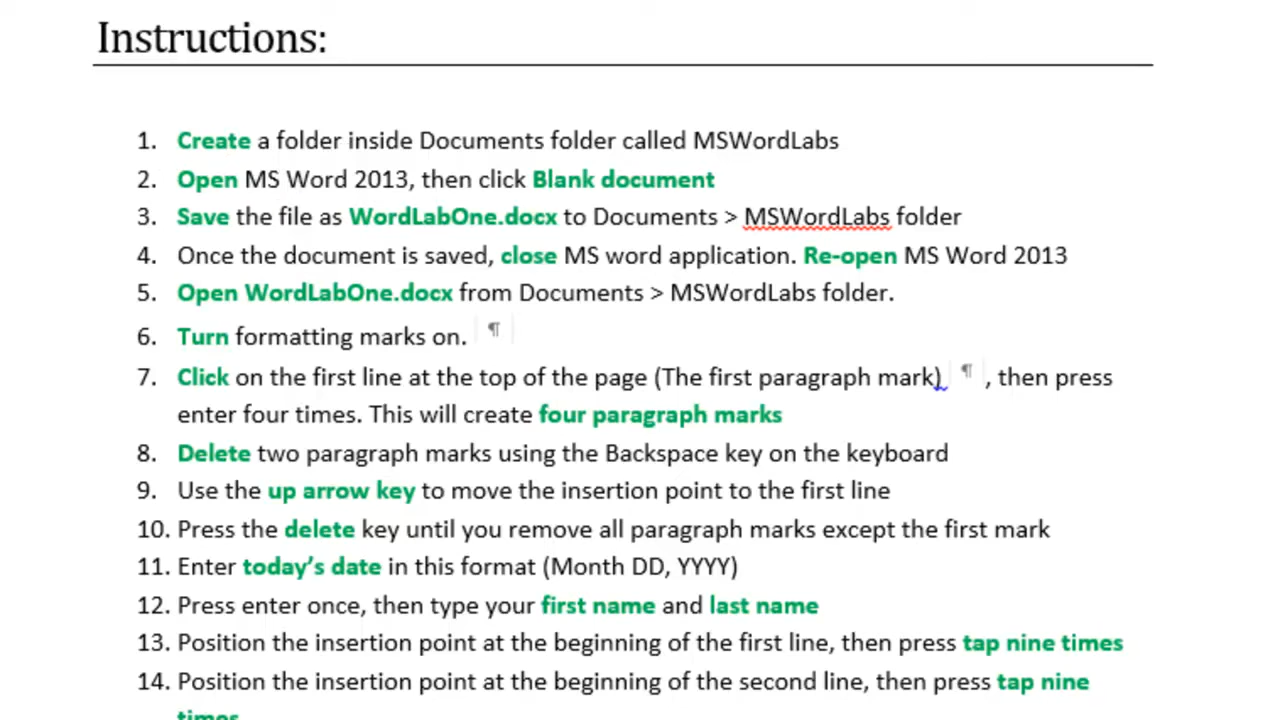 Instructions:
1. Create a folder inside Documents folder called MSWordLabs
2. Open MS Word 2013, then click Blank document
3. Save the file as WordLabOne.docx to Documents > MSWordLabs folder
4. Once the document is saved, close MS word application. Re-open MS Word 2013
5. Open WordLabOne.docx from Documents > MSWordLabs folder.
6. Turn formatting marks on. ¶
7. Click on the first line at the top of the page (The first paragraph mark) ¶ , then press
enter four times. This will create four paragraph marks
8. Delete two paragraph marks using the Backspace key on the keyboard
9. Use the up arrow key to move the insertion point to the first line
10. Press the delete key until you remove all paragraph marks except the first mark
11. Enter today’s date in this format (Month DD, YYYY)
12. Press enter once, then type your first name and last name
13. Position the insertion point at the beginning of the first line, then press tap nine times
14. Position the insertion point at the beginning of the second line, then press tap nine
times